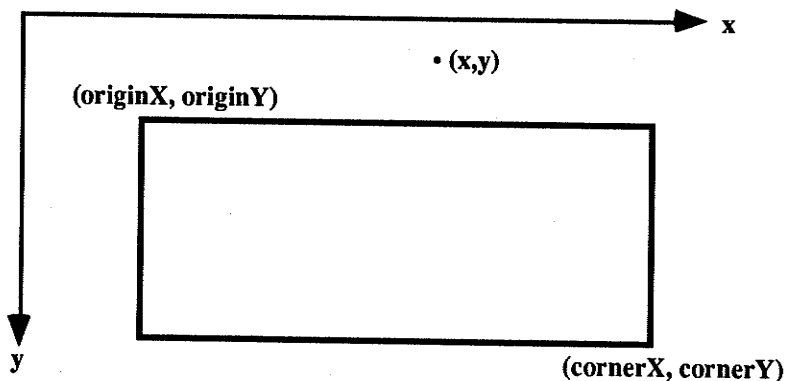 x
(x,y)
(originX, originY)
y
(cornerX, cornerY)